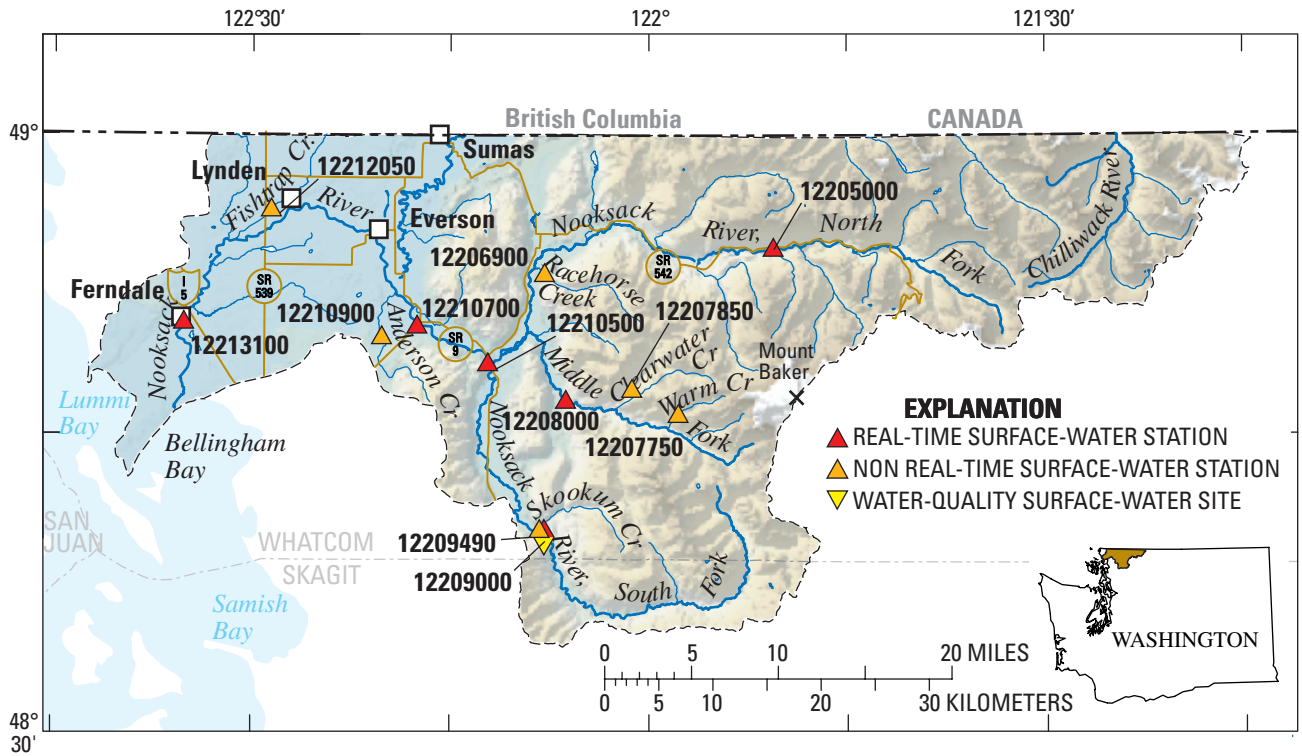 122°30'
122°
121°30'
49°
British Columbia
CANADA
Sumas
Lynden
Fishtrap Cr.
12212050
River
Everson
12205000
Nooksack
River,
North
Fork
Chilliwack River
12206900
Racehorse
Creek
SR
542
Ferndale
I
5
SR
539
12210900
12210700
12210500
12207850
12213100
Nooksack
Anderson Cr
SR
9
Middle
Clearwater
Cr
Warm Cr
Fork
Mount
Baker
12208000
12207750
Lummi
Bay
Bellingham
Bay
Nooksack
River,
South
Fork
Skookum Cr
12209490
12209000
SAN
JUAN
WHATCOM
SKAGIT
Samish
Bay
EXPLANATION
REAL-TIME SURFACE-WATER STATION
NON REAL-TIME SURFACE-WATER STATION
WATER-QUALITY SURFACE-WATER SITE
WASHINGTON
0 5 10 20 MILES
0 5 10 20 30 KILOMETERS
48°
30'